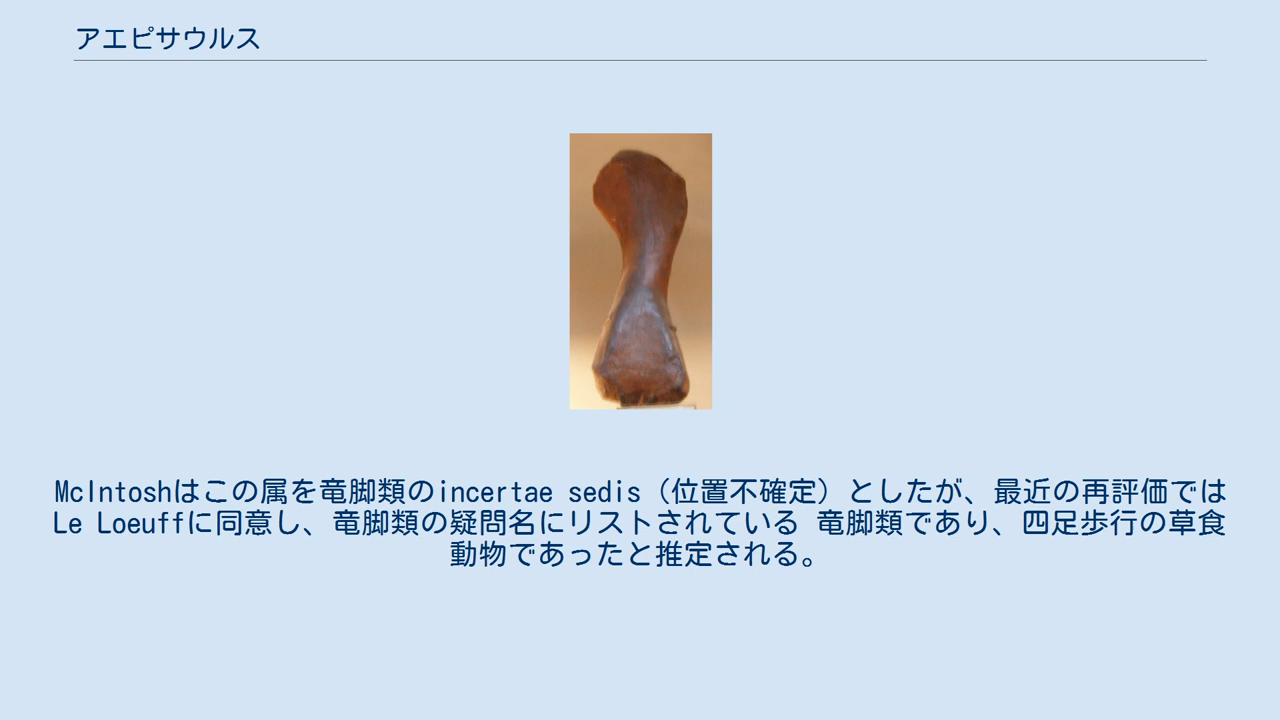 アエピサウルス
McIntoshはこの属を竜脚類のincertae sedis（位置不確定）としたが、最近の再評価では
Le Loeuffに同意し、竜脚類の疑問名にリストされている 竜脚類であり、四足歩行の草食
動物であったと推定される。